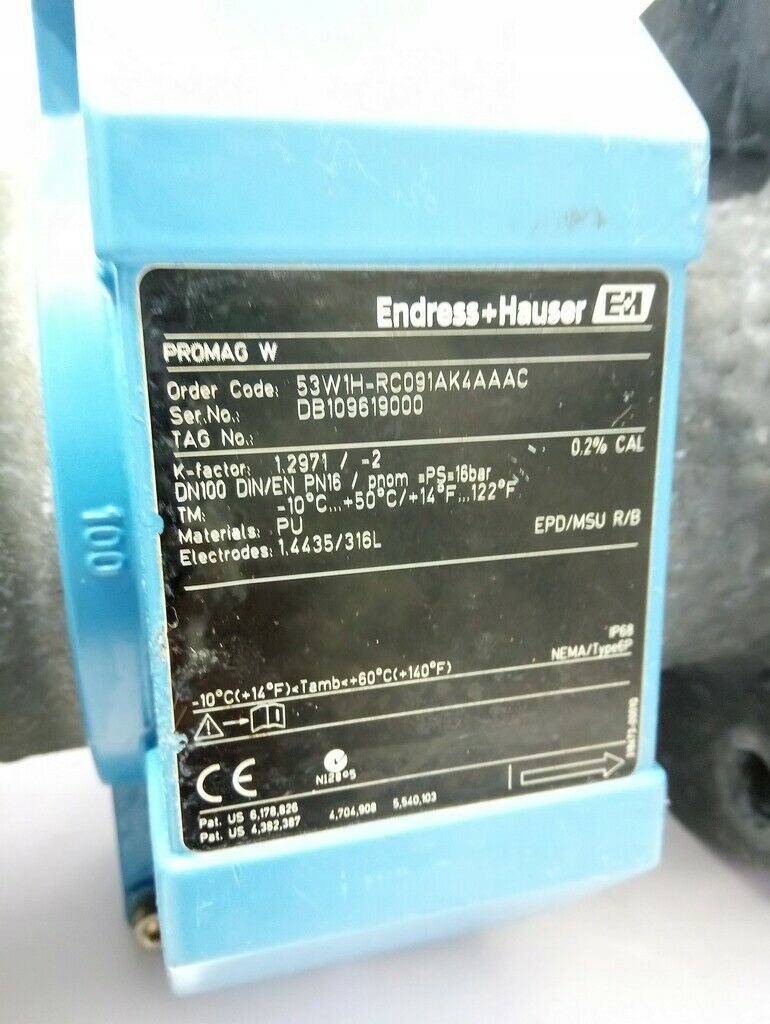 Endress+Hauser EH
PROMAG W
Order Code: 53W1H-RC091AK4AAAC
Ser.No.: DB109619000
TAG No.:
0.2% CAL
K-factor: 1.2971 / -2
DN100 DIN/EN PN16 / pnom =PS=16bar
TM: -10°C...+50°C/+14°F...122°F
Materials: PU
EPD/MSU R/B
Electrodes: 1.4435/316L
IP68
NEMA/Type6P
-10°C(+14°F)<Tamb<+60°C(+140°F)
CE
Pat. US 6,178,826
Pat. US 4,382,387 4,704,908 5,540,103
100